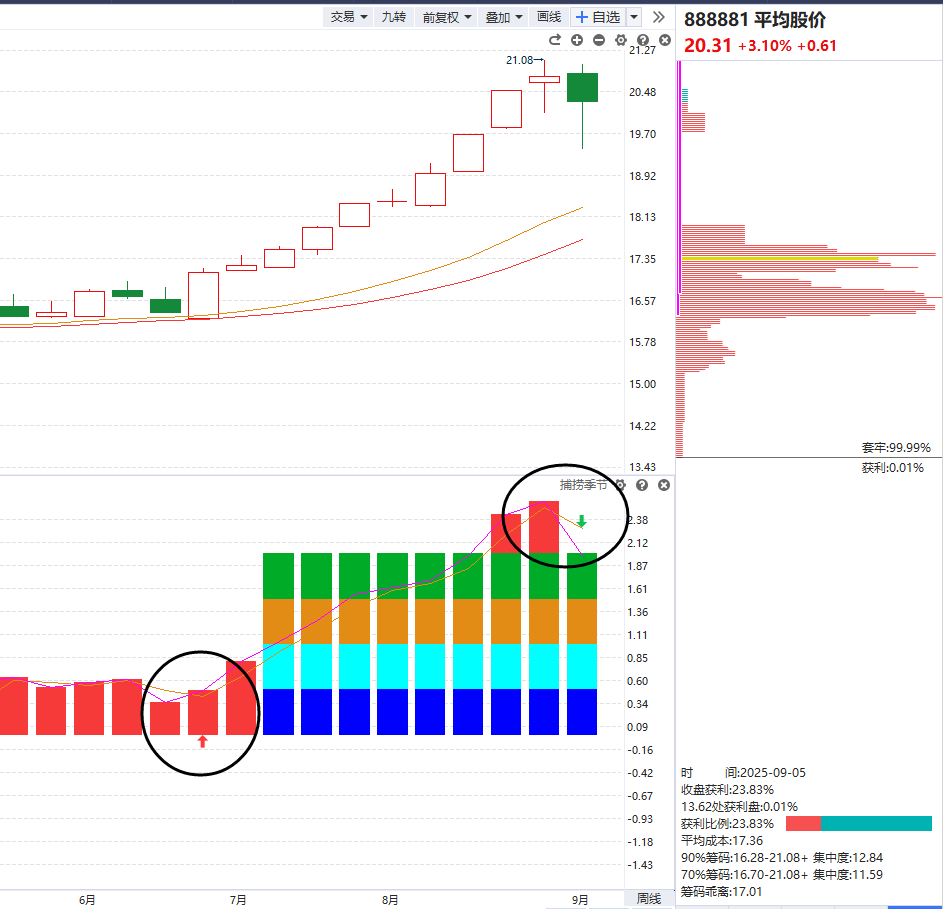 交易 九转 前复权 叠加 画线 自选
888881 平均股价
20.31 +3.10% +0.61
21.27
21.08
20.48
19.70
18.92
18.13
17.35
16.57
15.78
15.00
14.22
13.43
套牢:99.99%
获利:0.01%
捕捞季节
2.38
2.12
1.87
1.61
1.36
1.11
0.85
0.60
0.34
0.09
-0.16
-0.42
-0.67
-0.93
-1.18
-1.43
时 间:2025-09-05
收盘获利:23.83%
13.62处获利盘:0.01%
获利比例:23.83%
平均成本:17.36
90%筹码:16.28-21.08+ 集中度:12.84
70%筹码:16.70-21.08+ 集中度:11.59
筹码乖离:17.01
6月 7月 8月 9月 周线